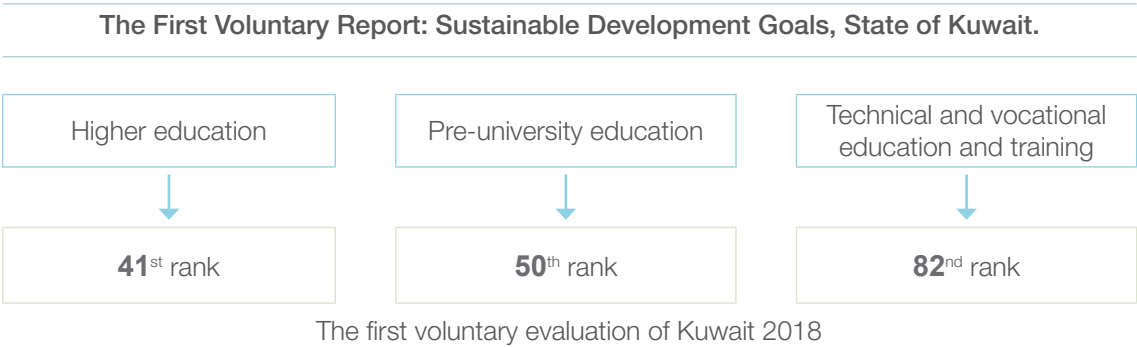 The First Voluntary Report: Sustainable Development Goals, State of Kuwait.
Higher education
Pre-university education
Technical and vocational
education and training
41st rank
50th rank
82nd rank
The first voluntary evaluation of Kuwait 2018